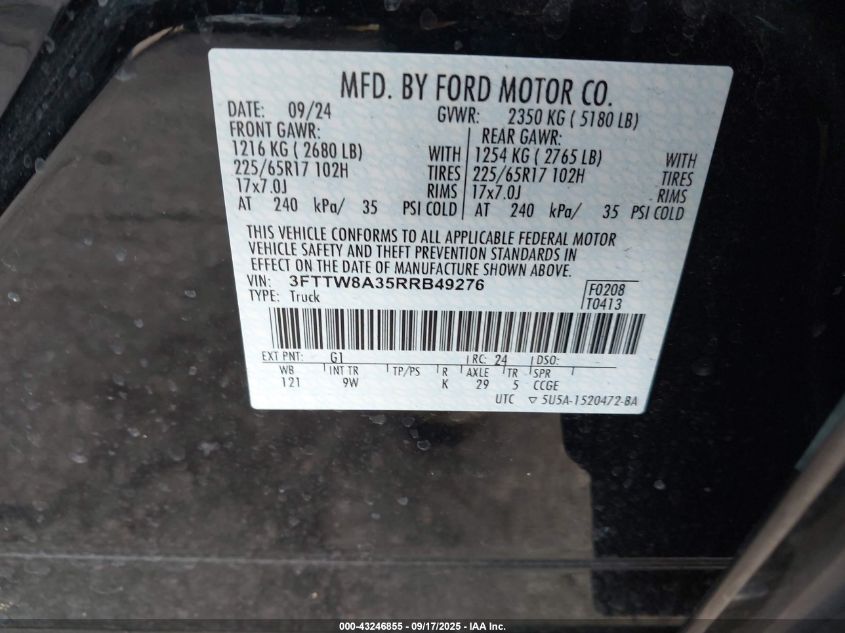 MFD. BY FORD MOTOR CO.
DATE: 09/24 GVWR: 2350 KG ( 5180 LB)
FRONT GAWR: REAR GAWR:
1216 KG ( 2680 LB) WITH 1254 KG ( 2765 LB) WITH
225/65R17 102H TIRES 225/65R17 102H TIRES
17x7.0J RIMS 17x7.0J RIMS
AT 240 kPa/ 35 PSI COLD AT 240 kPa/ 35 PSI COLD
THIS VEHICLE CONFORMS TO ALL APPLICABLE FEDERAL MOTOR
VEHICLE SAFETY AND THEFT PREVENTION STANDARDS IN
EFFECT ON THE DATE OF MANUFACTURE SHOWN ABOVE.
VIN: 3FTTW8A35RRB49276 F0208
TYPE: Truck T0413
EXT PNT: G1 RC: 24 DSO:
WB INT TR TP/PS R AXLE TR SPR
121 9W K 29 5 CCGE
UTC ▽ 5U5A-1520472-BA
000-43246855 - 09/17/2025 - IAA Inc.